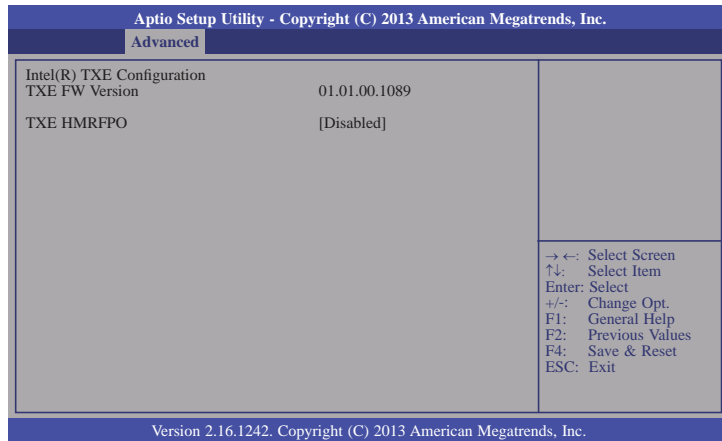 Aptio Setup Utility - Copyright (C) 2013 American Megatrends, Inc.
Advanced
Intel(R) TXE Configuration
TXE FW Version 01.01.00.1089
TXE HMRFPO [Disabled]
→ ←: Select Screen
↑↓: Select Item
Enter: Select
+/-: Change Opt.
F1: General Help
F2: Previous Values
F4: Save & Reset
ESC: Exit
Version 2.16.1242. Copyright (C) 2013 American Megatrends, Inc.